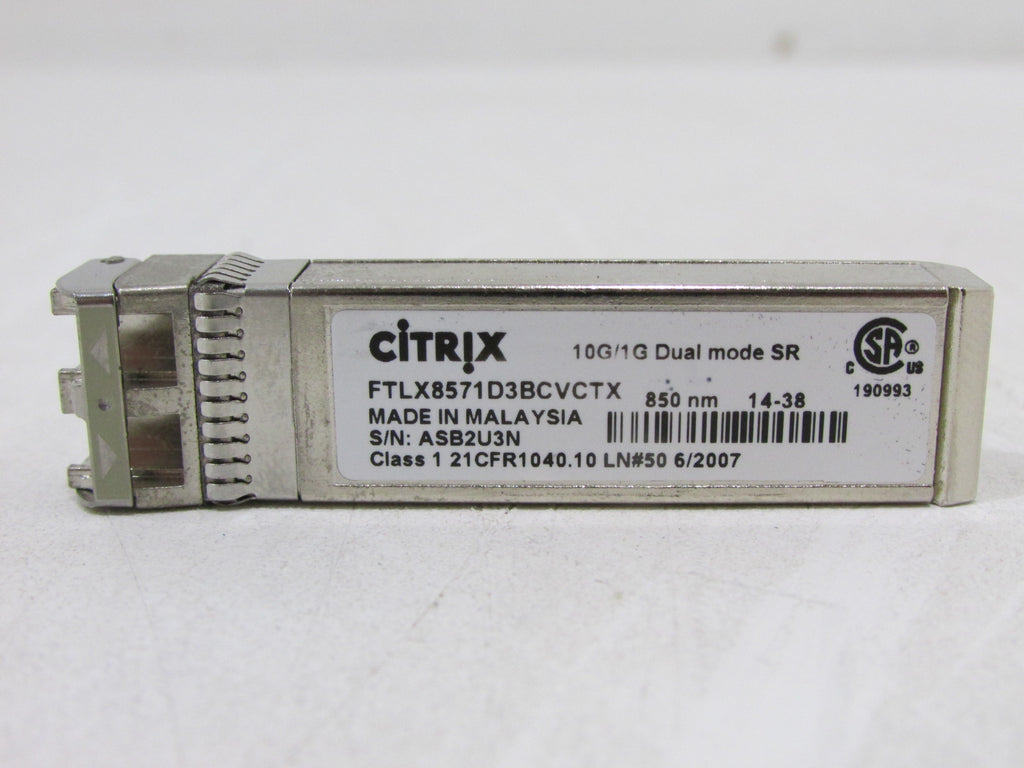 CiTRiX 10G/1G Dual mode SR
FTLX8571D3BCVCTX 850 nm 14-38
MADE IN MALAYSIA
S/N: ASB2U3N
Class 1 21CFR1040.10 LN#50 6/2007
C SA ® US
190993